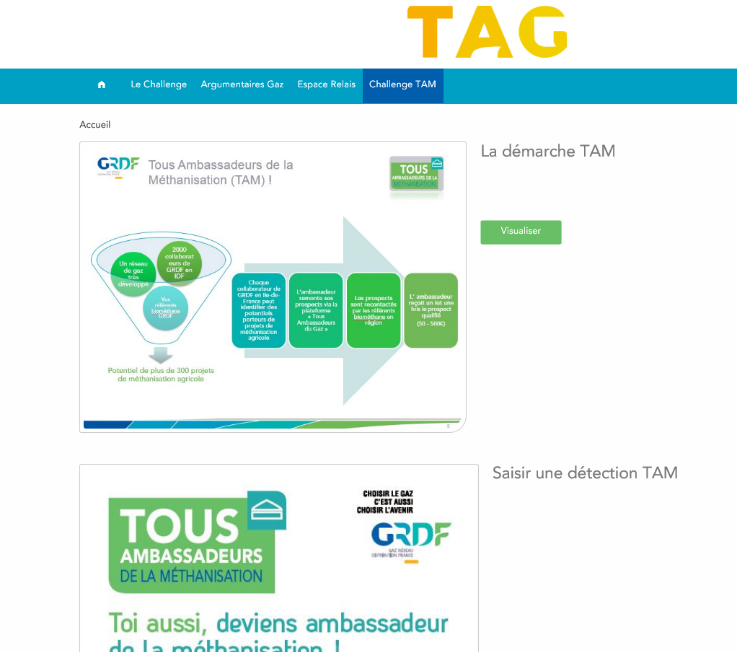 TAG
Le Challenge Argumentaires Gaz Espace Relais Challenge TAM
Accueil
GRDF
Tous Ambassadeurs de la
Méthanisation (TAM) !
TOUS
AMBASSADEURS DE LA
MÉTHANISATION
La démarche TAM
Visualiser
Un réseau
de gaz
très
développé
2000
collaborat
eurs de
GRDF en
IDF
Vos
référents
biométhane
GRDF
Potentiel de plus de 300 projets
de méthanisation agricole
Chaque
collaborateur de
GRDF en Ile-de-
France peut
identifier des
potentiels
porteurs de
projets de
méthanisation
agricole
L'ambassadeur
remonte ses
prospects via la
plateforme
« Tous
Ambassadeurs
du Gaz »
Les prospects
sont recontactés
par les référents
biométhane en
région
L' ambassadeur
reçoit un lot une
fois le prospect
qualifié
(50 - 500€)
Saisir une détection TAM
TOUS
AMBASSADEURS
DE LA MÉTHANISATION
CHOISIR LE GAZ
C'EST AUSSI
CHOISIR L'AVENIR
GRDF
GAZ RÉSEAU
DISTRIBUTION FRANCE
Toi aussi, deviens ambassadeur
de la méthanisation !